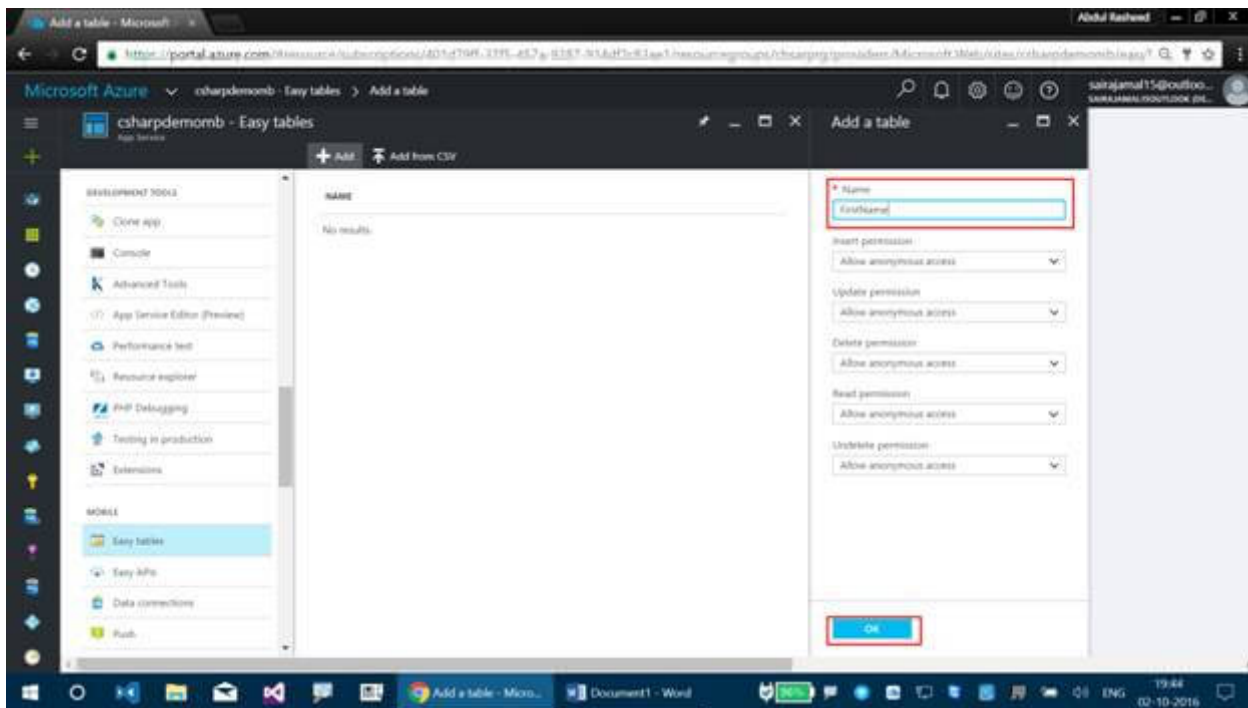 Add a table - Microsoft
Abdul Rasheed
Microsoft Azure
csharpdemomb - Easy tables > Add a table
sairajamal15@outloo...
csharpdemomb - Easy tables
App Service
Add a table
Add
Add from CSV
DEVELOPMENT TOOLS
Clone app
Console
Advanced Tools
App Service Editor (Preview)
Performance test
Resource explorer
PHP Debugging
Testing in production
Extensions
MOBILE
Easy tables
Easy APIs
Data connections
Push
NAME
No results.
* Name
FirstName
Insert permission
Allow anonymous access
Update permission
Allow anonymous access
Delete permission
Allow anonymous access
Read permission
Allow anonymous access
Undelete permission
Allow anonymous access
OK
Add a table - Micro...
Document1 - Word
ENG
19:44
02-10-2016